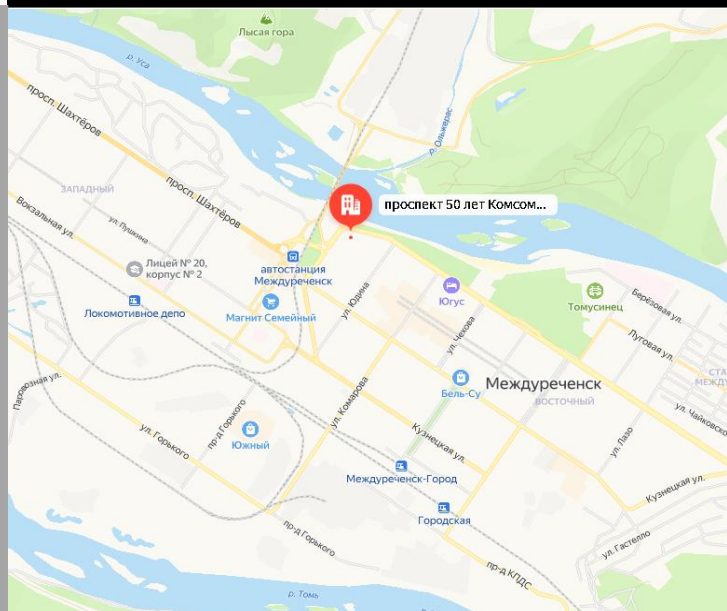 Лысая гора
р. Уса
просп. Шахтёров
р. Ольжерас
ЗАПАДНЫЙ
просп. Шахтёров
проспект 50 лет Комсом...
Вокзальная ул.
ул. Пушкина
Лицей № 20,
корпус № 2
автостанция
Междуреченск
Югус
Томусинец
Берёзовая ул.
Локомотивное депо
Магнит Семейный
ул. Юдина
ул. Чехова
Луговая ул.
Паровозная ул.
Бель-Су
Междуреченск
ВОСТОЧНЫЙ
СТА
МЕЖДУ
ул. Чайковско
ул. Горького
пр-д Горького
ул. Комарова
Южный
Кузнецкая ул.
ул. Лазо
Междуреченск-Город
Кузнецкая ул.
Городская
пр-д Горького
ул. Гастелло
пр-д КПДС
р. Томь